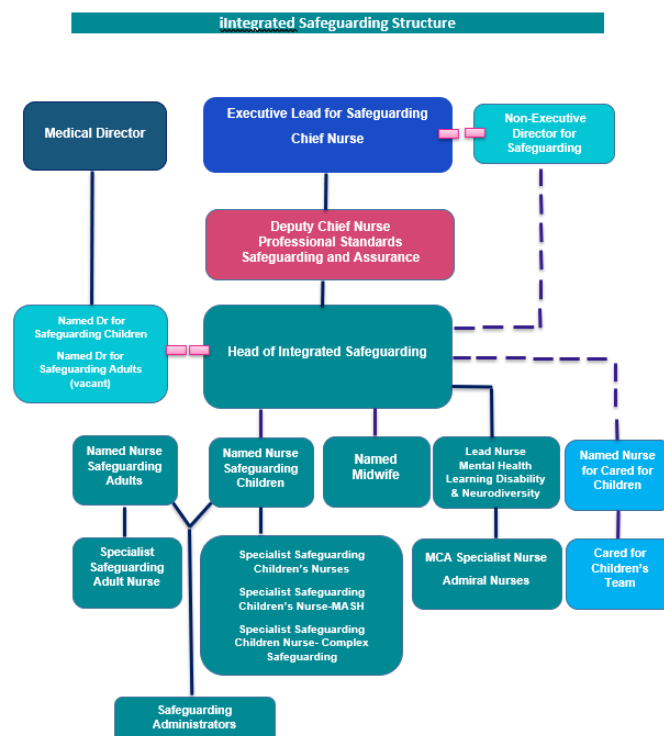 iIntegrated Safeguarding Structure
Medical Director
Executive Lead for Safeguarding
Chief Nurse
Non-Executive
Director for
Safeguarding
Deputy Chief Nurse
Professional Standards
Safeguarding and Assurance
Named Dr for
Safeguarding Children
Named Dr for
Safeguarding Adults
(vacant)
Head of Integrated Safeguarding
Named Nurse
Safeguarding
Adults
Named Nurse
Safeguarding
Children
Named
Midwife
Lead Nurse
Mental Health
Learning Disability
& Neurodiversity
Named Nurse
for Cared for
Children
Specialist
Safeguarding
Adult Nurse
Specialist Safeguarding
Children's Nurses
Specialist Safeguarding
Children's Nurse-MASH
Specialist Safeguarding
Children Nurse- Complex
Safeguarding
MCA Specialist Nurse
Admiral Nurses
Cared for
Children's
Team
Safeguarding
Administrators